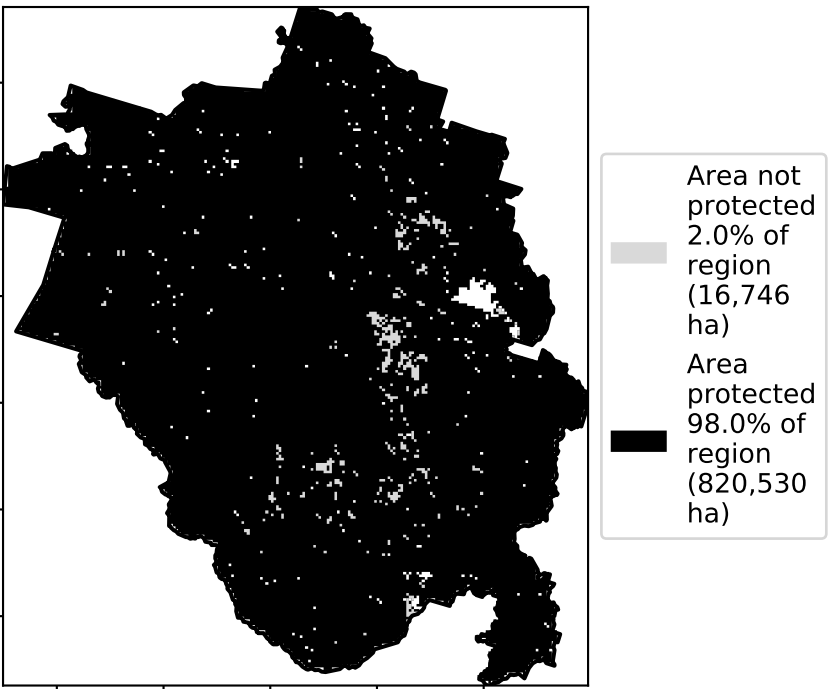 Area not
protected
2.0% of
region
(16,746
ha)
Area
protected
98.0% of
region
(820,530
ha)